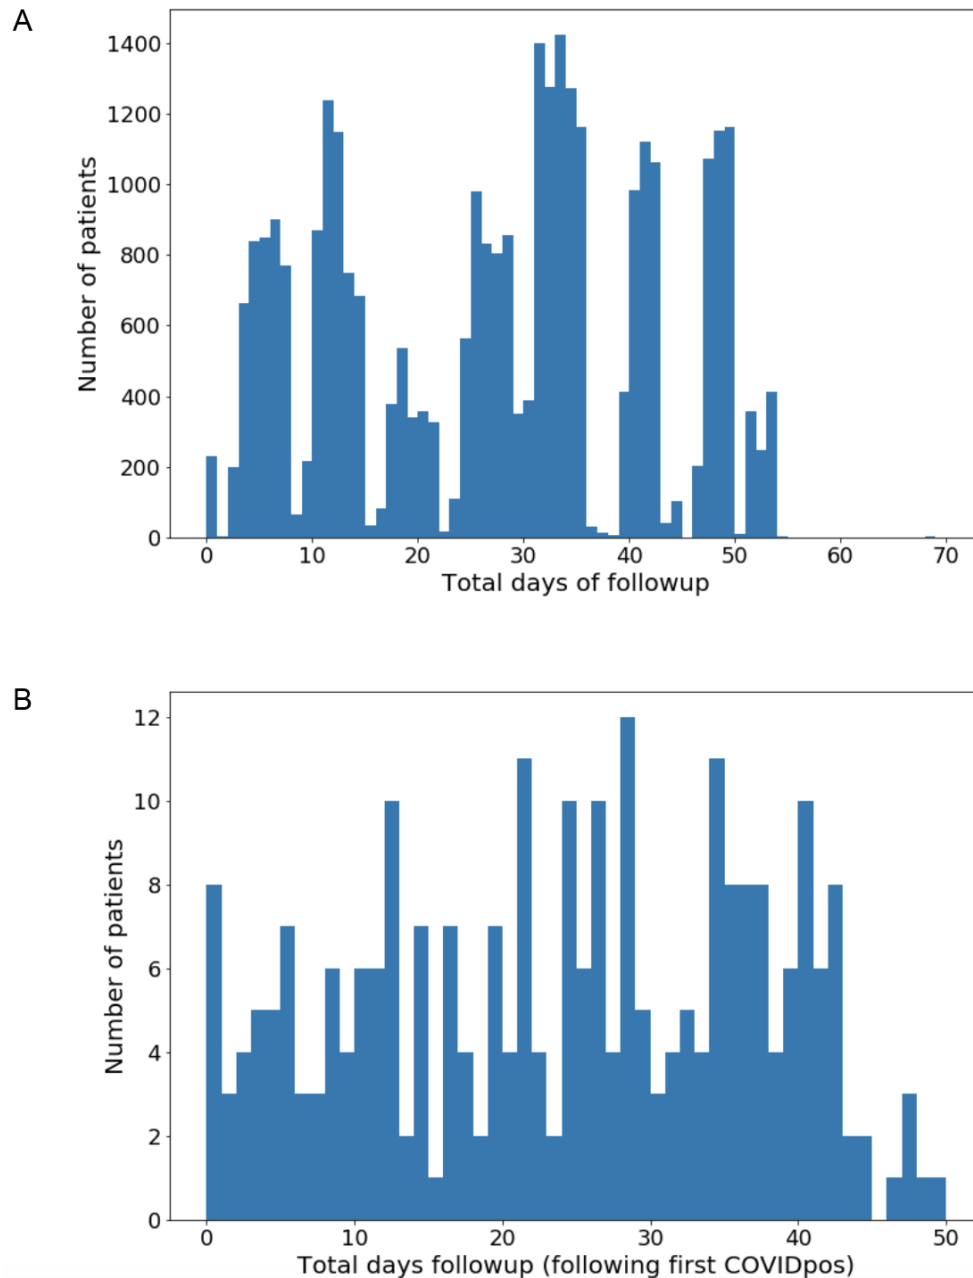 A
1400
1200
1000
800
600
400
200
0
Number of patients
0 10 20 30 40 50 60 70
Total days of followup
B
12
10
8
6
4
2
0
Number of patients
0 10 20 30 40 50
Total days followup (following first COVIDpos)